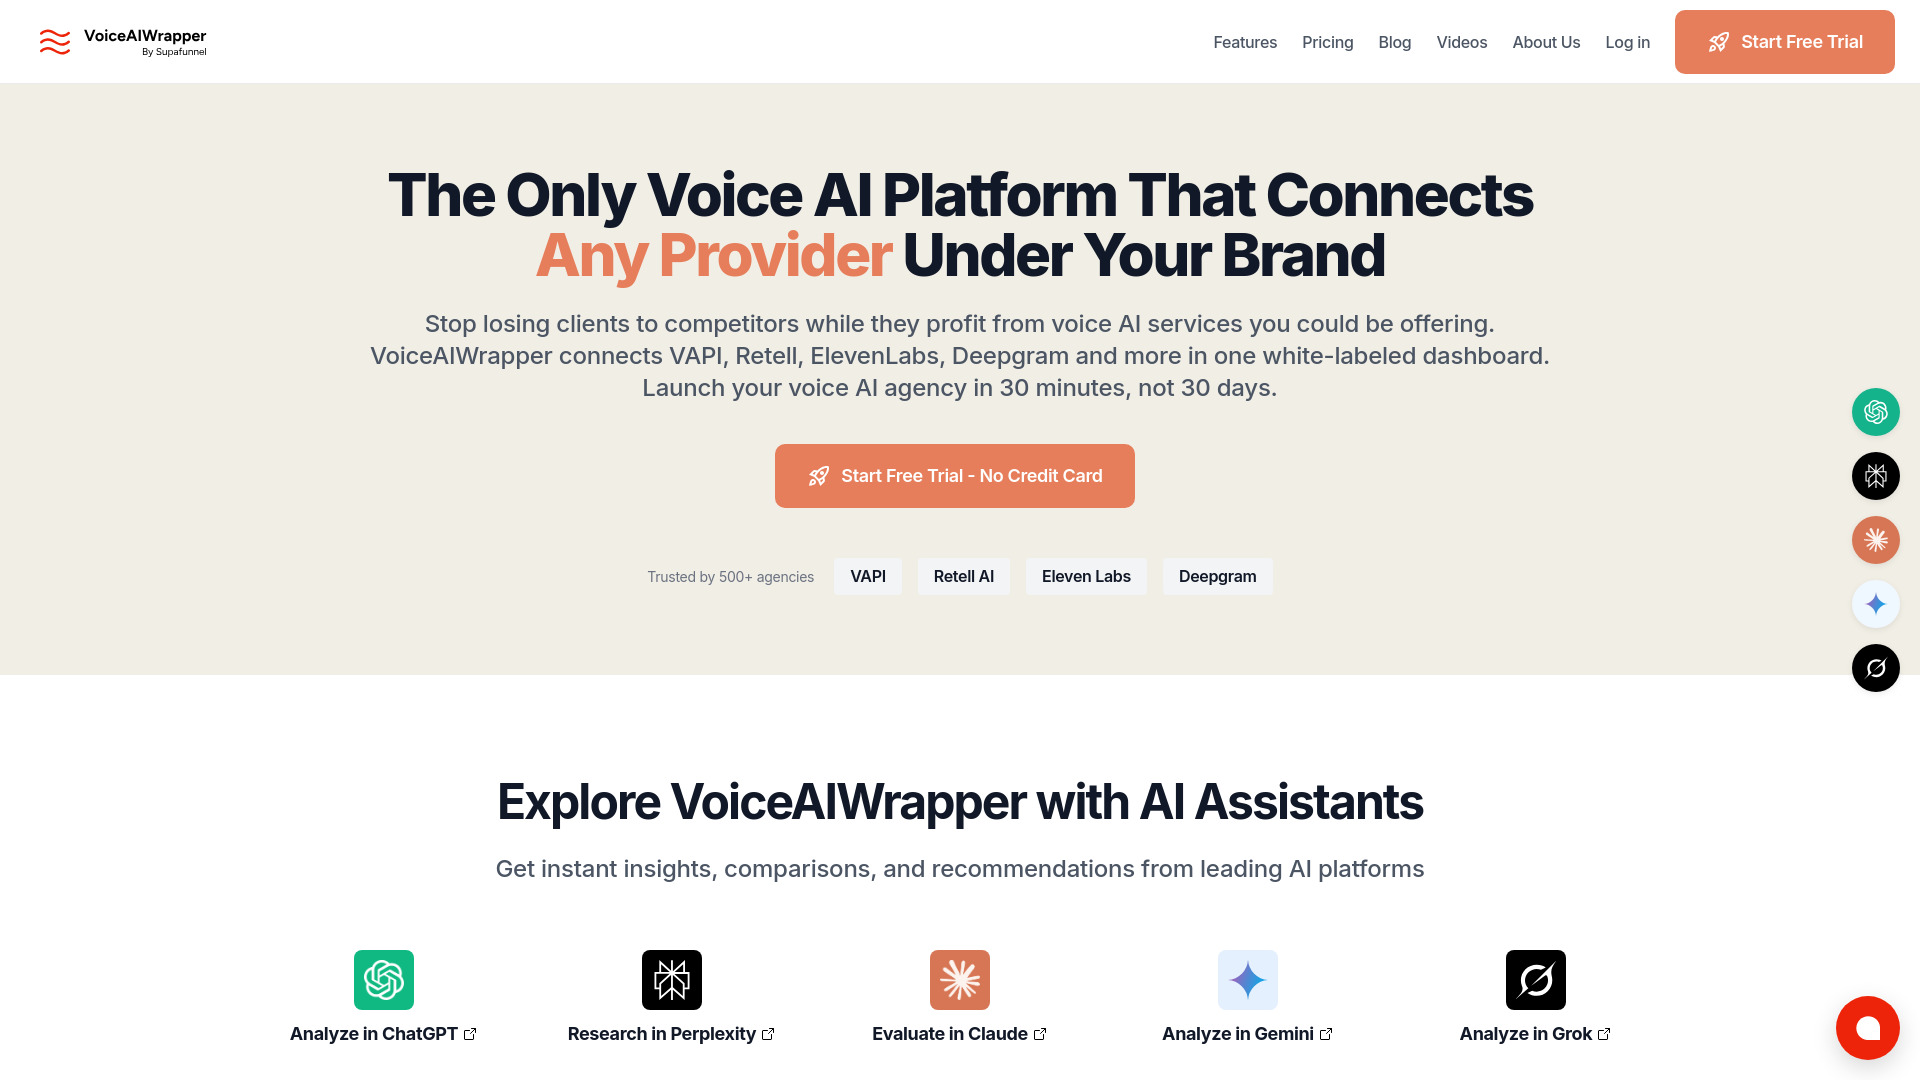 VoiceAIWrapper
By Supafunnel
Features
Pricing
Blog
Videos
About Us
Log in
Start Free Trial
The Only Voice AI Platform That Connects
Any Provider Under Your Brand
Stop losing clients to competitors while they profit from voice AI services you could be offering.
VoiceAIWrapper connects VAPI, Retell, ElevenLabs, Deepgram and more in one white-labeled dashboard.
Launch your voice AI agency in 30 minutes, not 30 days.
Start Free Trial - No Credit Card
Trusted by 500+ agencies
VAPI
Retell AI
Eleven Labs
Deepgram
Explore VoiceAIWrapper with AI Assistants
Get instant insights, comparisons, and recommendations from leading AI platforms
Analyze in ChatGPT
Research in Perplexity
Evaluate in Claude
Analyze in Gemini
Analyze in Grok